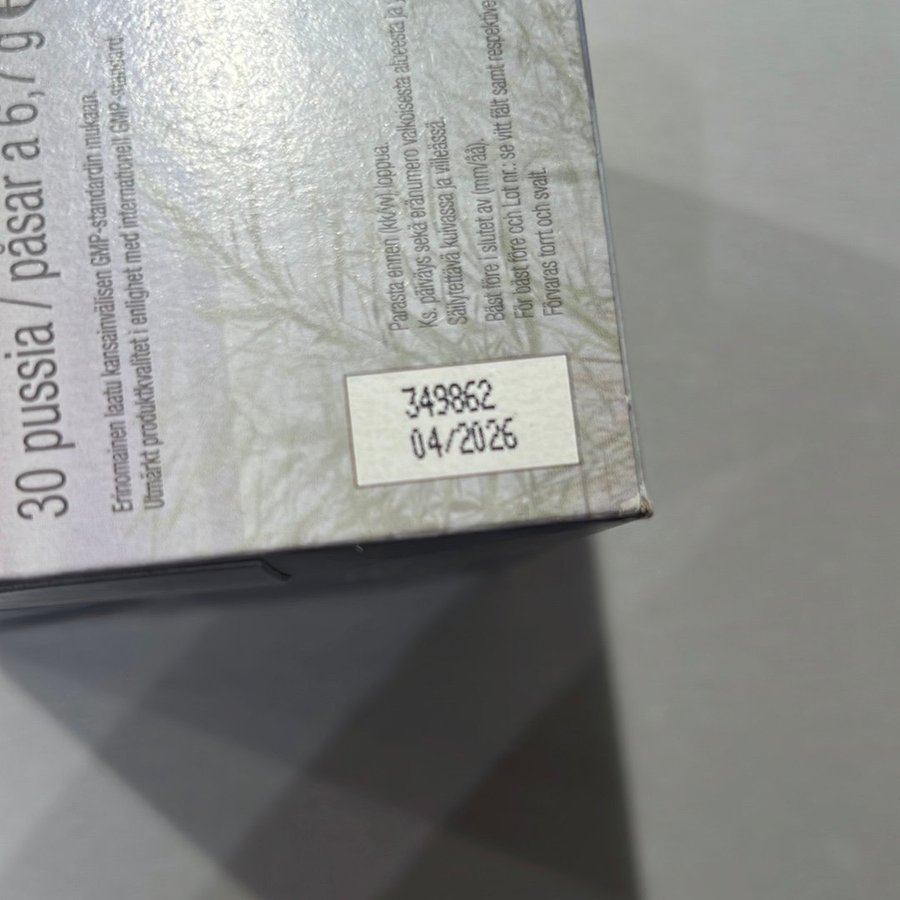 30 pussia / påsar a 6,7 g
Erinomainen laatu kansainvälisen GMP-standardin mukaan.
Utmärkt produktkvalitet i enlighet med internationell GMP-standard.
Parasta ennen (kk/vv) loppua.
Ks. päiväys sekä eränumero valkoisesta alueesta ja
Säilytettävä kuivassa ja viileässä.
Bäst före i slutet av (mm/åå).
För bäst före och Lot nr.: se vitt fält samt respektive
Förvaras torrt och svalt.
349862
04/2026